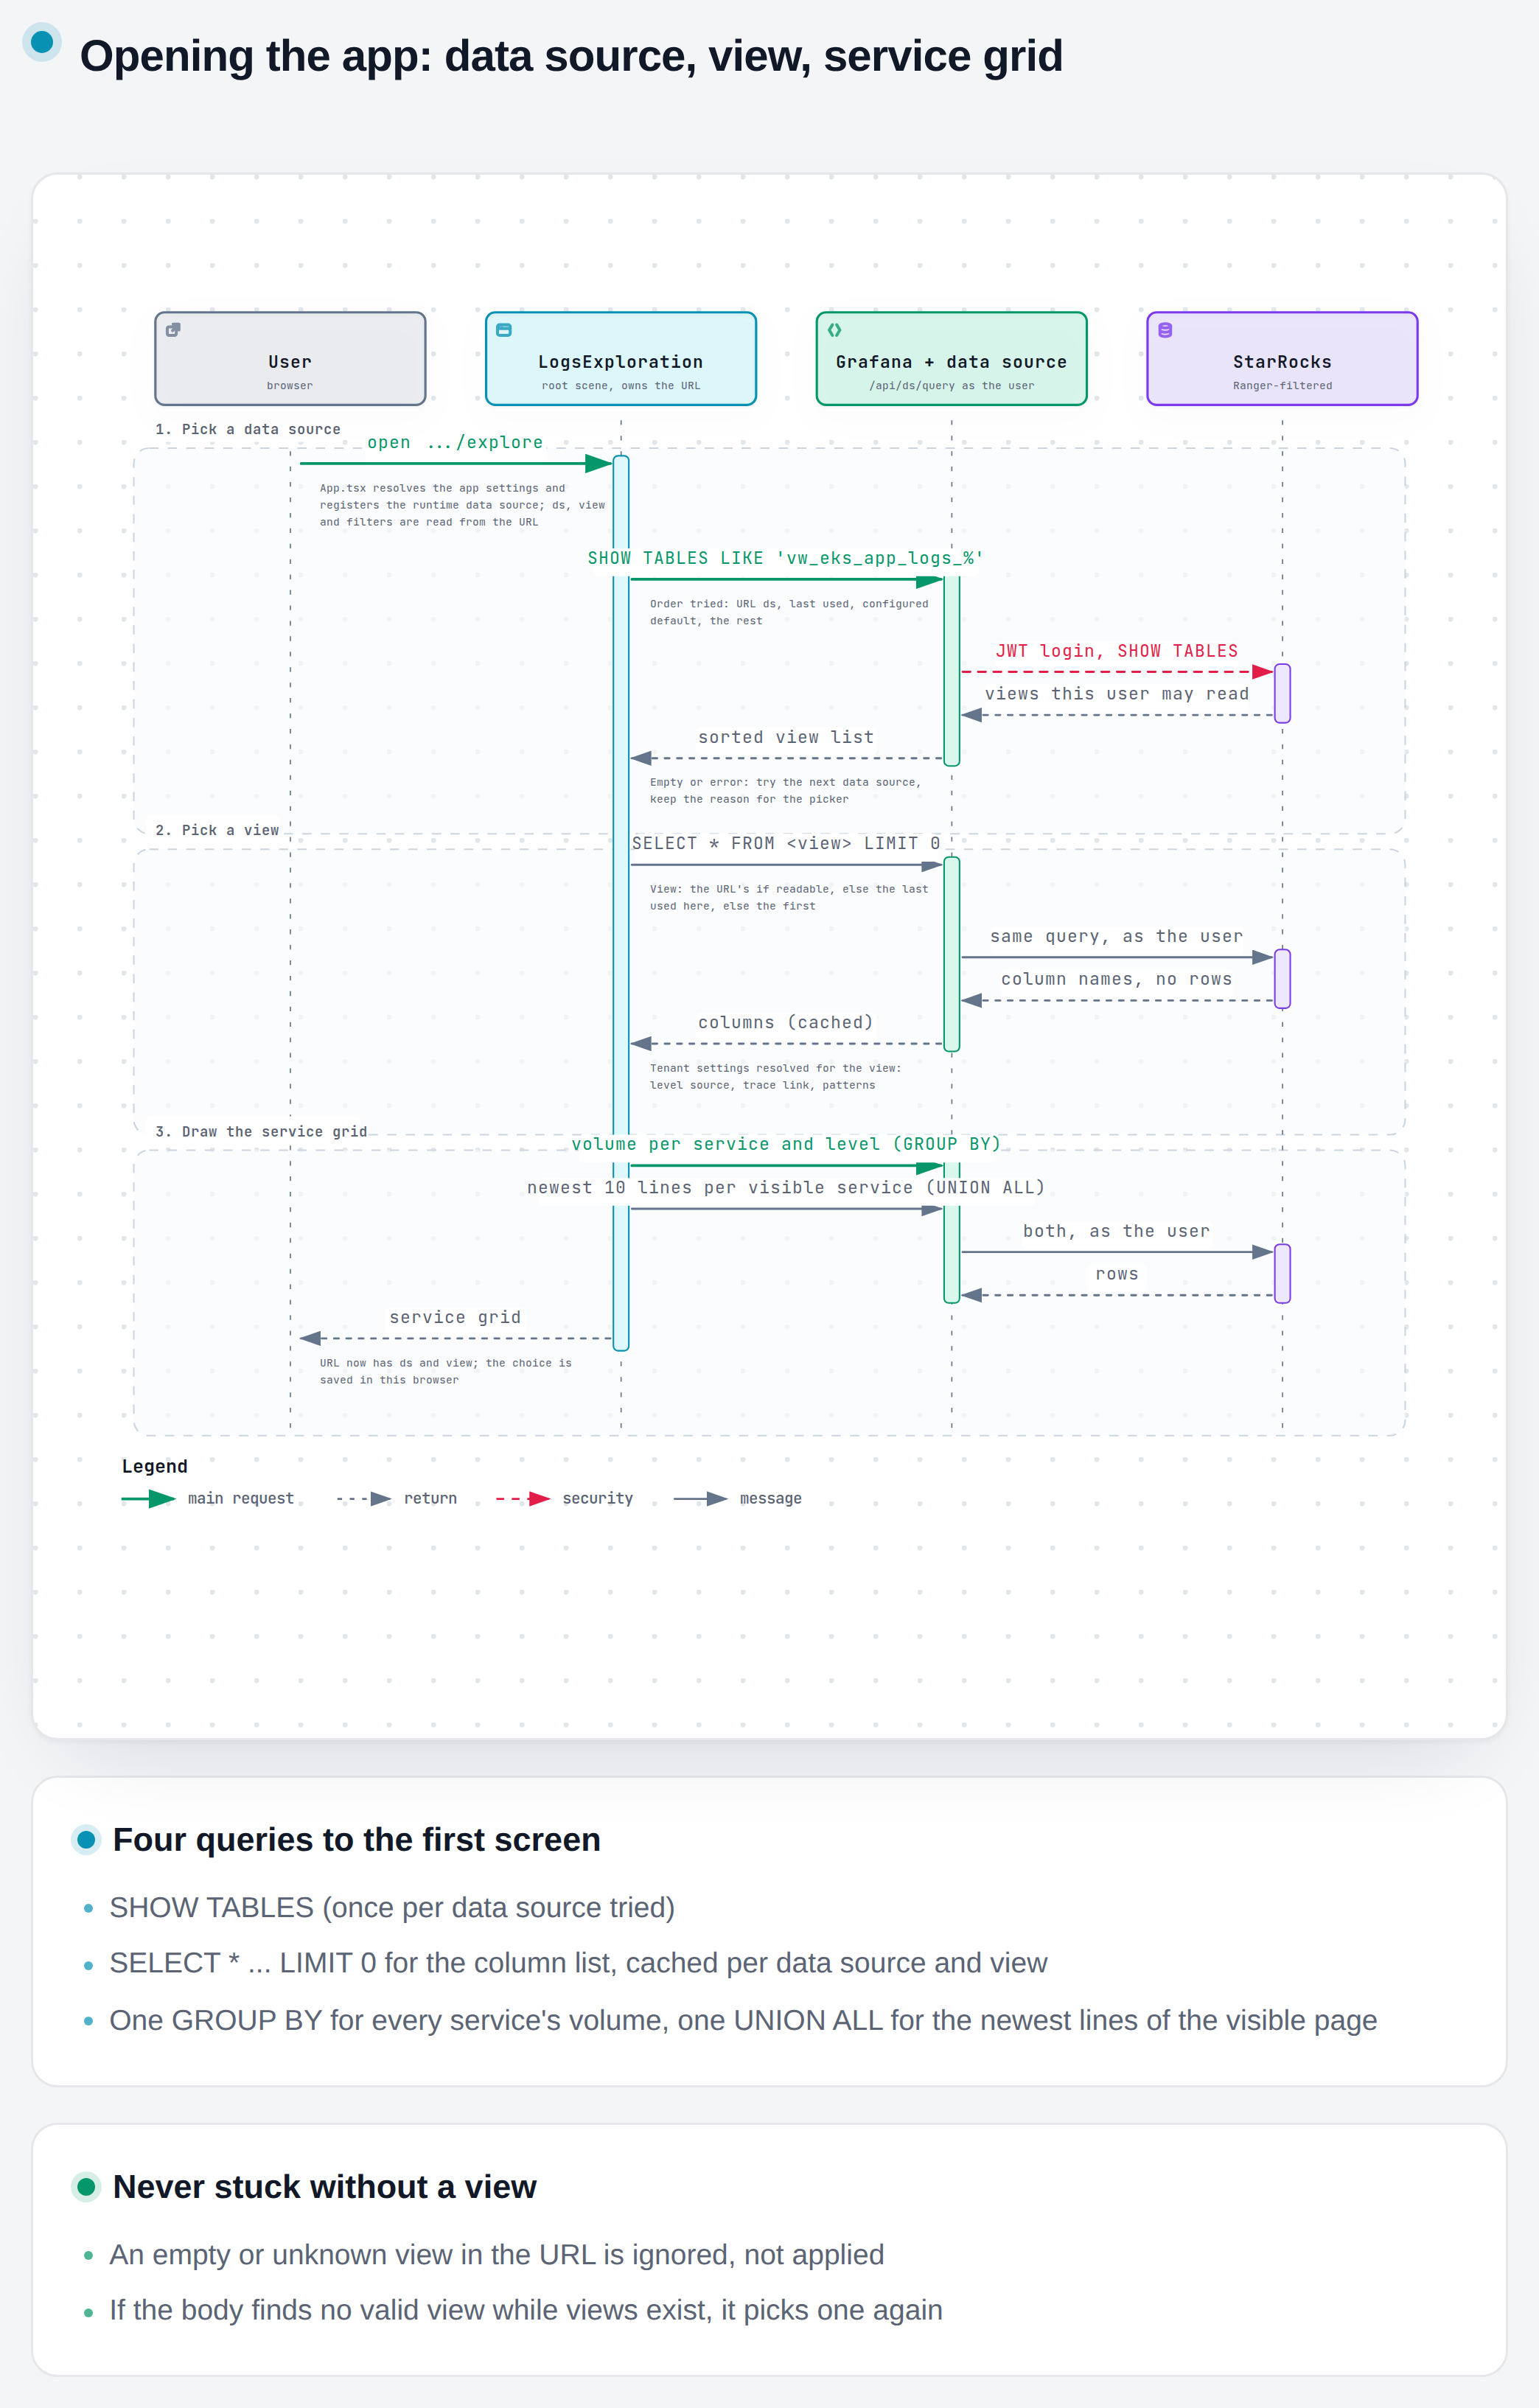 Opening the app: data source, view, service grid
User
browser
LogsExploration
root scene, owns the URL
Grafana + data source
/api/ds/query as the user
StarRocks
Ranger-filtered
1. Pick a data source
open .../explore
App.tsx resolves the app settings and
registers the runtime data source; ds, view
and filters are read from the URL
SHOW TABLES LIKE 'vw_eks_app_logs_%'
Order tried: URL ds, last used, configured
default, the rest
JWT login, SHOW TABLES
views this user may read
sorted view list
Empty or error: try the next data source,
keep the reason for the picker
2. Pick a view
SELECT * FROM <view> LIMIT 0
View: the URL's if readable, else the last
used here, else the first
same query, as the user
column names, no rows
columns (cached)
Tenant settings resolved for the view:
level source, trace link, patterns
3. Draw the service grid
volume per service and level (GROUP BY)
newest 10 lines per visible service (UNION ALL)
both, as the user
rows
service grid
URL now has ds and view; the choice is
saved in this browser
Legend
main request
return
security
message
Four queries to the first screen
SHOW TABLES (once per data source tried)
SELECT * ... LIMIT 0 for the column list, cached per data source and view
One GROUP BY for every service's volume, one UNION ALL for the newest lines of the visible page
Never stuck without a view
An empty or unknown view in the URL is ignored, not applied
If the body finds no valid view while views exist, it picks one again